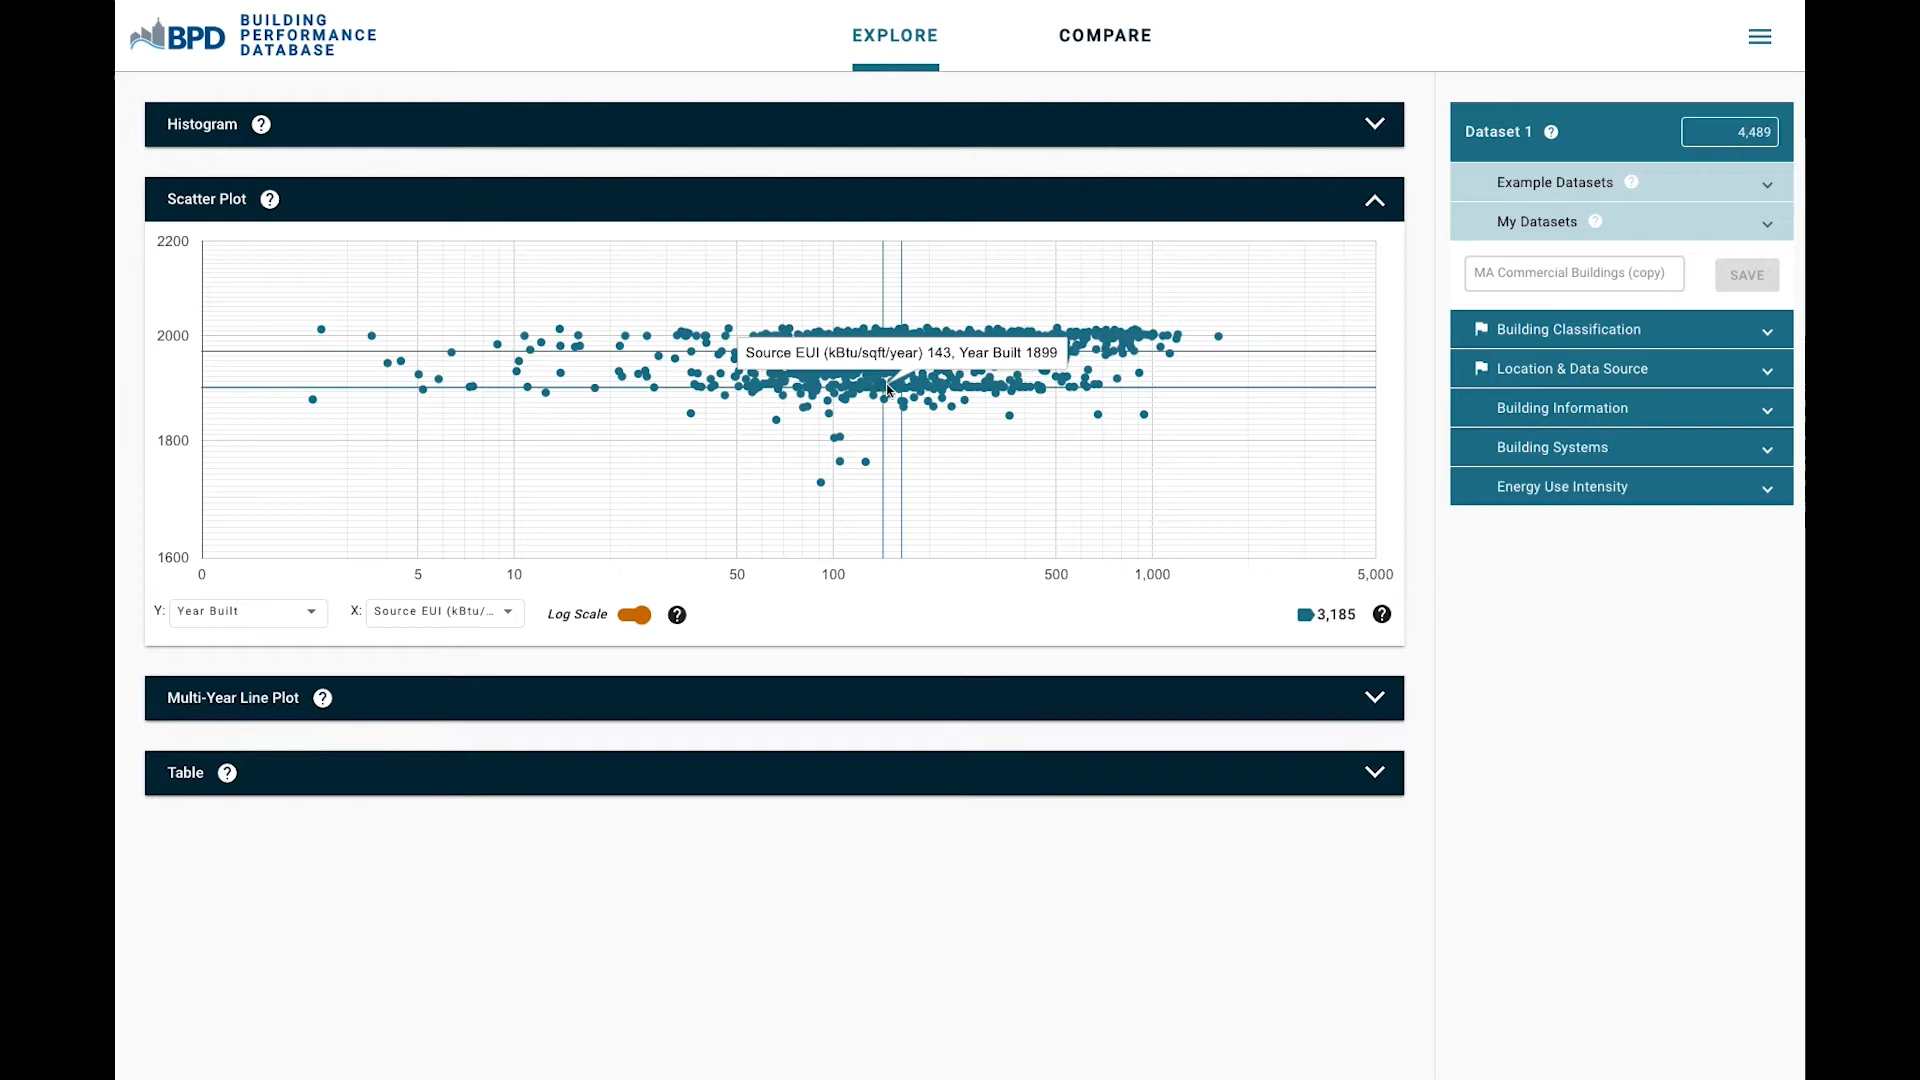 BPD
BUILDING
PERFORMANCE
DATABASE
EXPLORE
COMPARE
Histogram ?
Scatter Plot ?
2200
2000
1800
1600
Source EUI (kBtu/sqft/year) 143, Year Built 1899
0 5 10 50 100 500 1,000 5,000
Y: Year Built X: Source EUI (kBtu/... Log Scale ? 3,185 ?
Multi-Year Line Plot ?
Table ?
Dataset 1 ? 4,489
Example Datasets ?
My Datasets ?
MA Commercial Buildings (copy) SAVE
Building Classification
Location & Data Source
Building Information
Building Systems
Energy Use Intensity